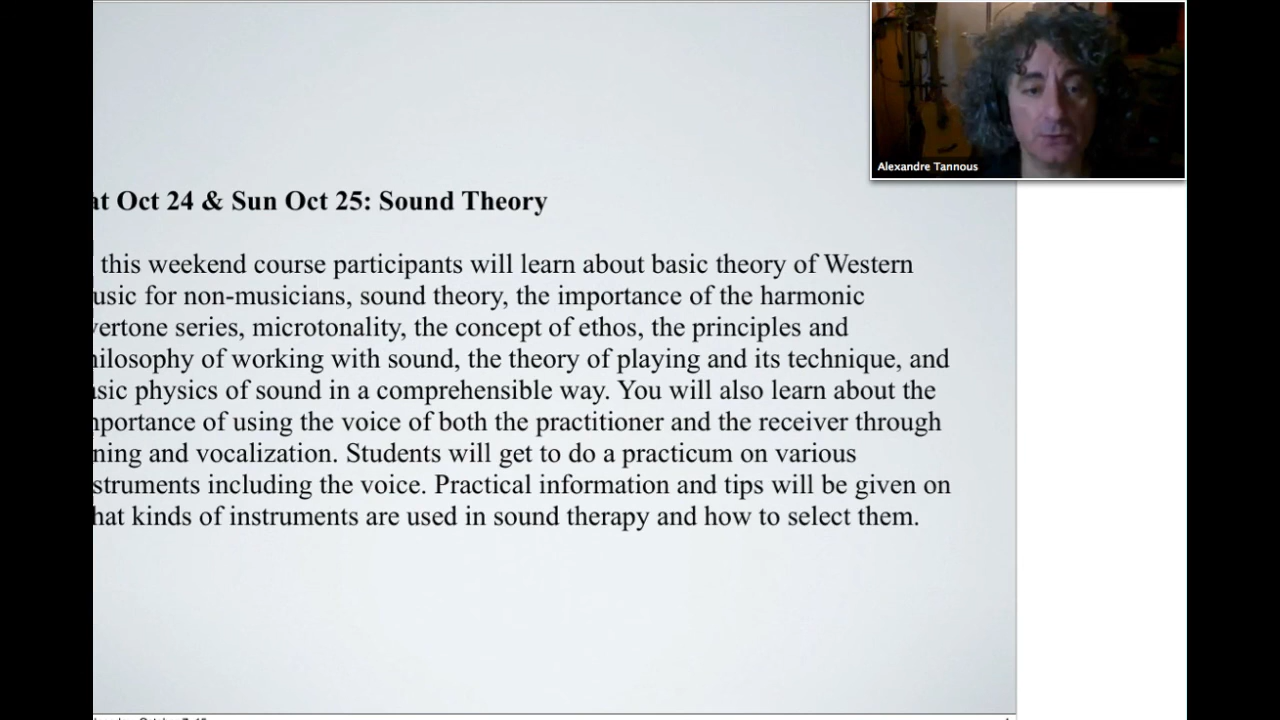 Alexandre Tannous
at Oct 24 & Sun Oct 25: Sound Theory
this weekend course participants will learn about basic theory of Western
usic for non-musicians, sound theory, the importance of the harmonic
vertone series, microtonality, the concept of ethos, the principles and
hilosophy of working with sound, the theory of playing and its technique, and
sic physics of sound in a comprehensible way. You will also learn about the
portance of using the voice of both the practitioner and the receiver through
ning and vocalization. Students will get to do a practicum on various
struments including the voice. Practical information and tips will be given on
hat kinds of instruments are used in sound therapy and how to select them.